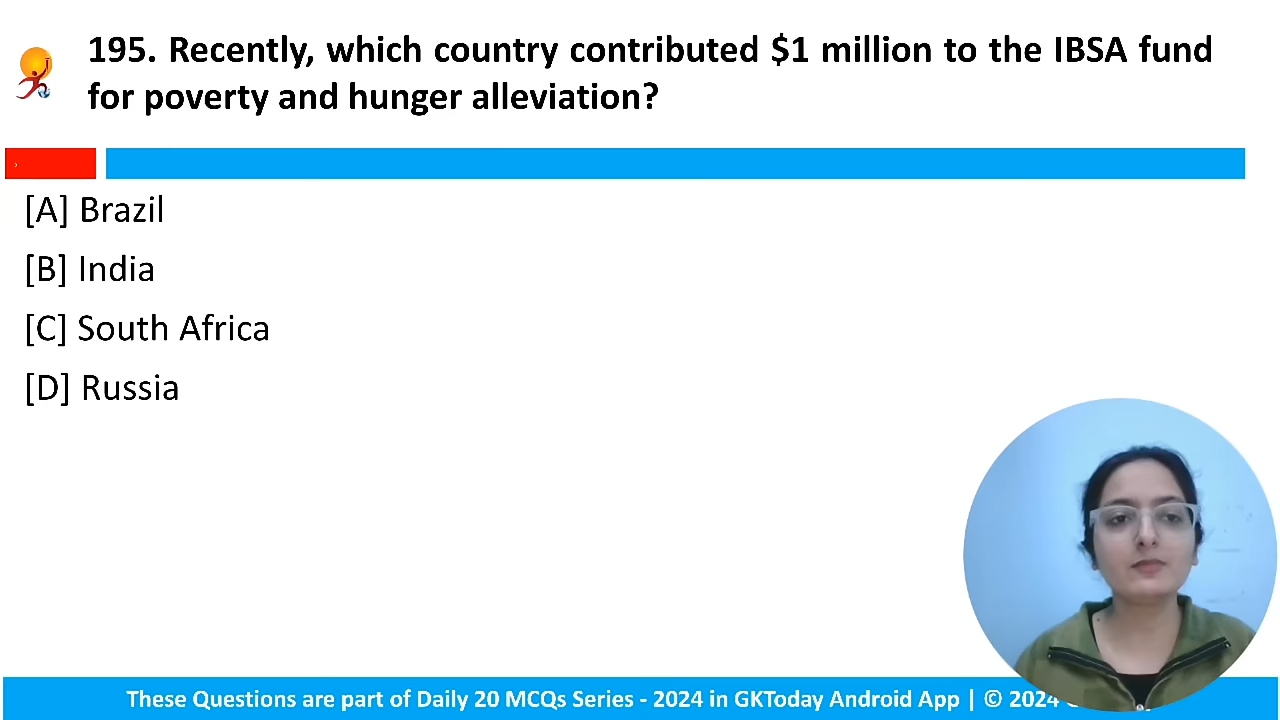 195. Recently, which country contributed $1 million to the IBSA fund
for poverty and hunger alleviation?
[A] Brazil
[B] India
[C] South Africa
[D] Russia
These Questions are part of Daily 20 MCQs Series - 2024 in GKToday Android App | © 2024